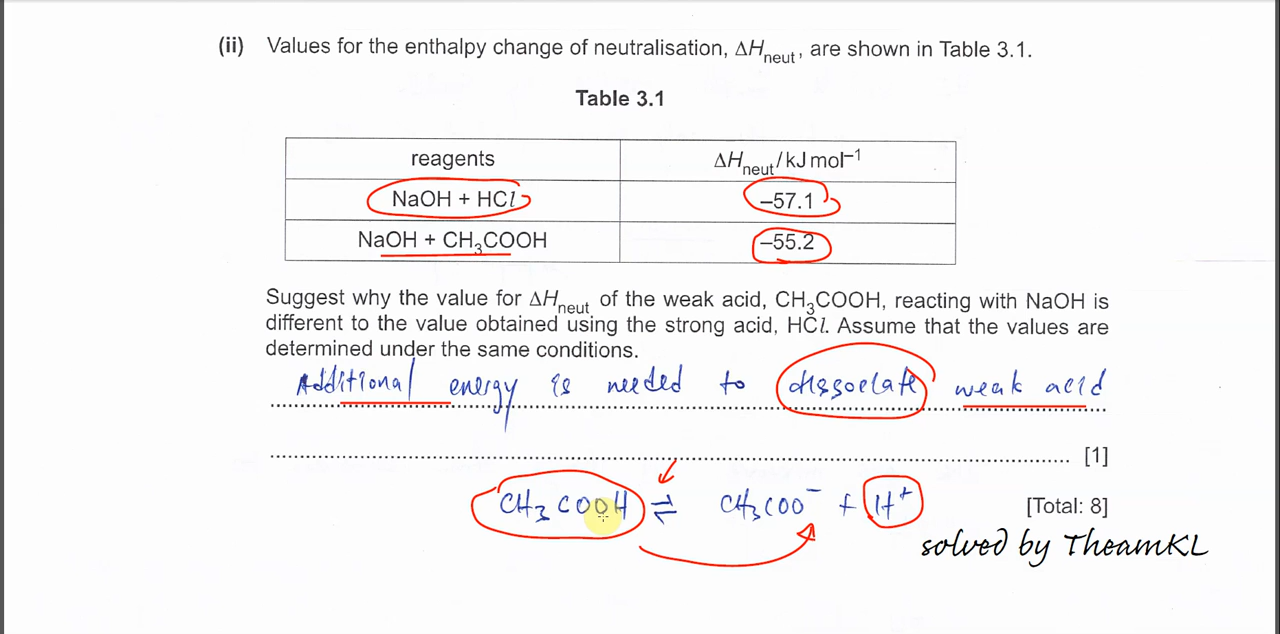 (ii) Values for the enthalpy change of neutralisation, ΔHneut, are shown in Table 3.1.
Table 3.1
reagents ΔHneut / kJ mol–1
NaOH + HCl –57.1
NaOH + CH3COOH –55.2
Suggest why the value for ΔHneut of the weak acid, CH3COOH, reacting with NaOH is
different to the value obtained using the strong acid, HCl. Assume that the values are
determined under the same conditions.
Additional energy is needed to dissociate weak acid
[1]
CH3COOH ⇌ CH3COO– + H+
[Total: 8]
solved by TheamKL